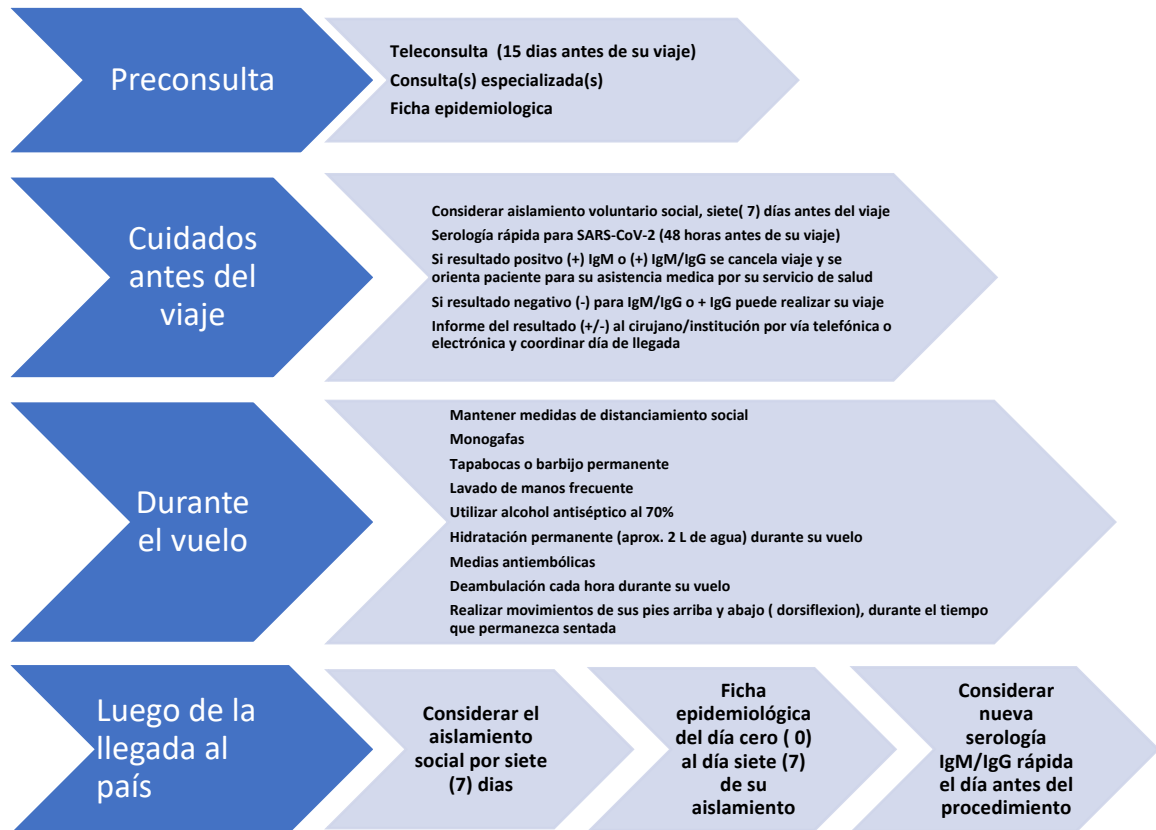 Preconsulta
Teleconsulta (15 dias antes de su viaje)
Consulta(s) especializada(s)
Ficha epidemiologica
Cuidados
antes del
viaje
Considerar aislamiento voluntario social, siete( 7) días antes del viaje
Serología rápida para SARS-CoV-2 (48 horas antes de su viaje)
Si resultado positvo (+) IgM o (+) IgM/IgG se cancela viaje y se
orienta paciente para su asistencia medica por su servicio de salud
Si resultado negativo (-) para IgM/IgG o + IgG puede realizar su viaje
Informe del resultado (+/-) al cirujano/institución por vía telefónica o
electrónica y coordinar día de llegada
Durante
el vuelo
Mantener medidas de distanciamiento social
Monogafas
Tapabocas o barbijo permanente
Lavado de manos frecuente
Utilizar alcohol antiséptico al 70%
Hidratación permanente (aprox. 2 L de agua) durante su vuelo
Medias antiembólicas
Deambulación cada hora durante su vuelo
Realizar movimientos de sus pies arriba y abajo ( dorsiflexion), durante el tiempo
que permanezca sentada
Luego de la
llegada al
país
Considerar el
aislamiento
social por siete
(7) dias
Ficha
epidemiológica
del día cero ( 0)
al día siete (7)
de su
aislamiento
Considerar
nueva
serología
IgM/IgG rápida
el día antes del
procedimiento